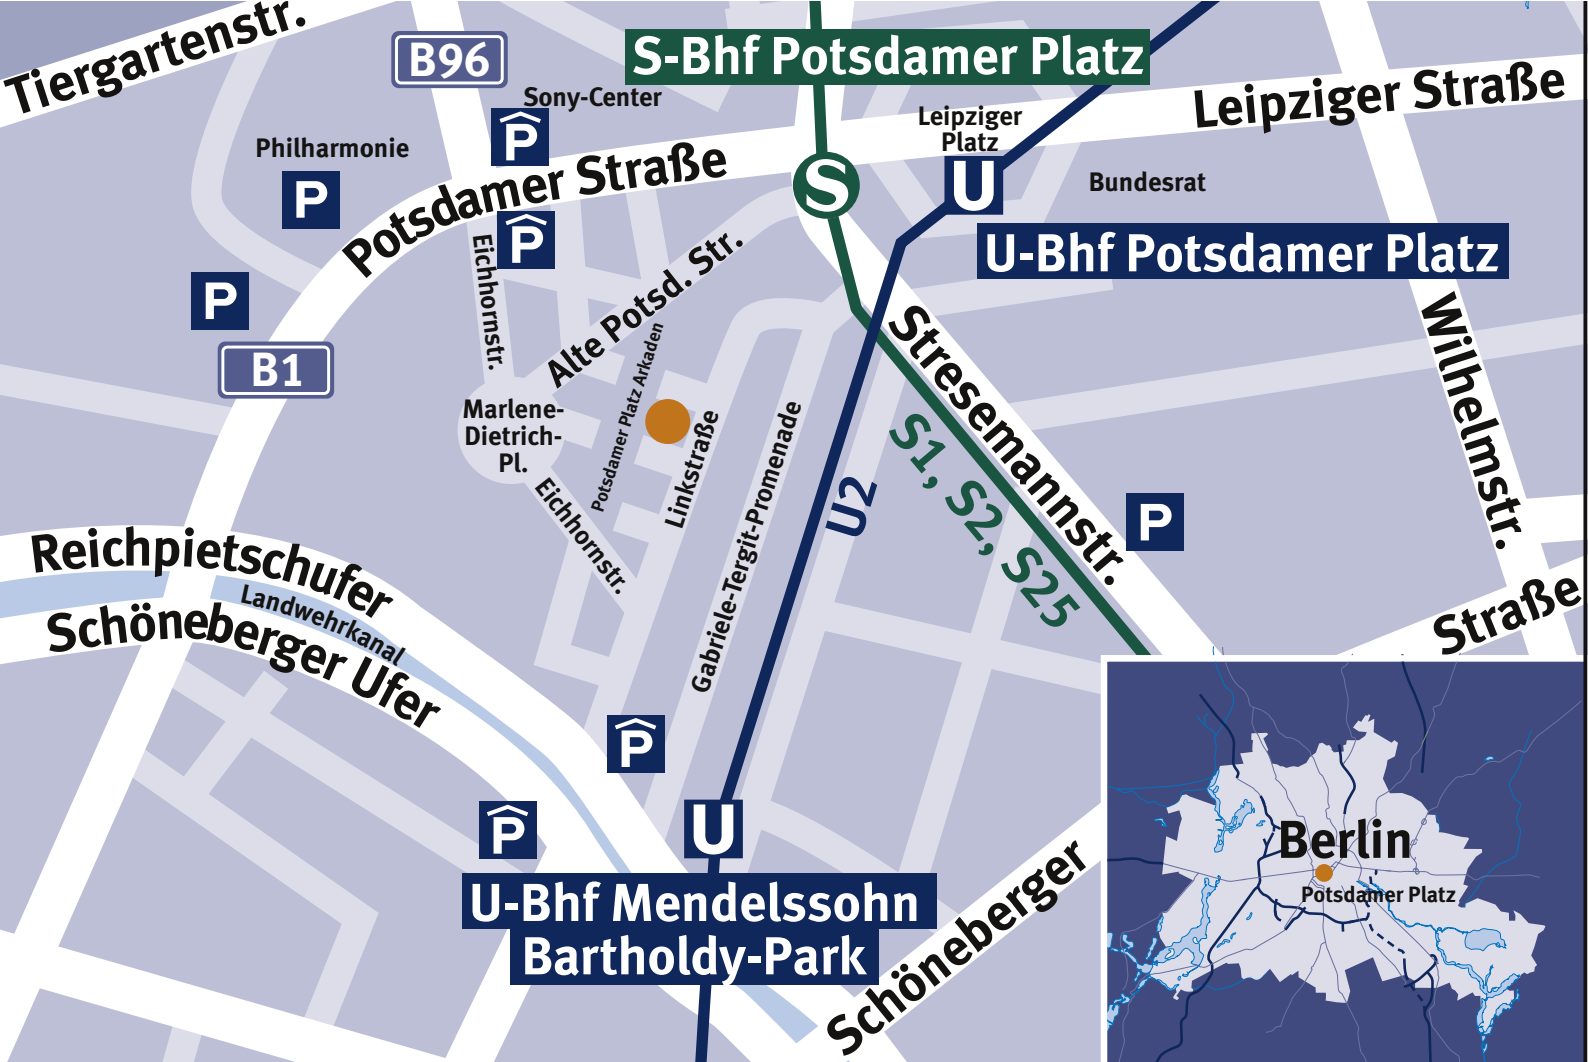 Tiergartenstr.
B96
S-Bhf Potsdamer Platz
Sony-Center
P
Leipziger
Platz
Leipziger Straße
Philharmonie
P
Potsdamer Straße
S
U
Bundesrat
P
Eichhornstr.
Alte Potsd. Str.
U-Bhf Potsdamer Platz
P
B1
Potsdamer Platz Arkaden
Stresemannstr.
Wilhelmstr.
Marlene-
Dietrich-
Pl.
Linkstraße
Gabriele-Tergit-Promenade
U2
S1, S2, S25
P
Eichhornstr.
Reichpietschufer
Landwehrkanal
Schöneberger Ufer
Straße
P
P
U
U-Bhf Mendelssohn
Bartholdy-Park
Schöneberger
Berlin
Potsdamer Platz